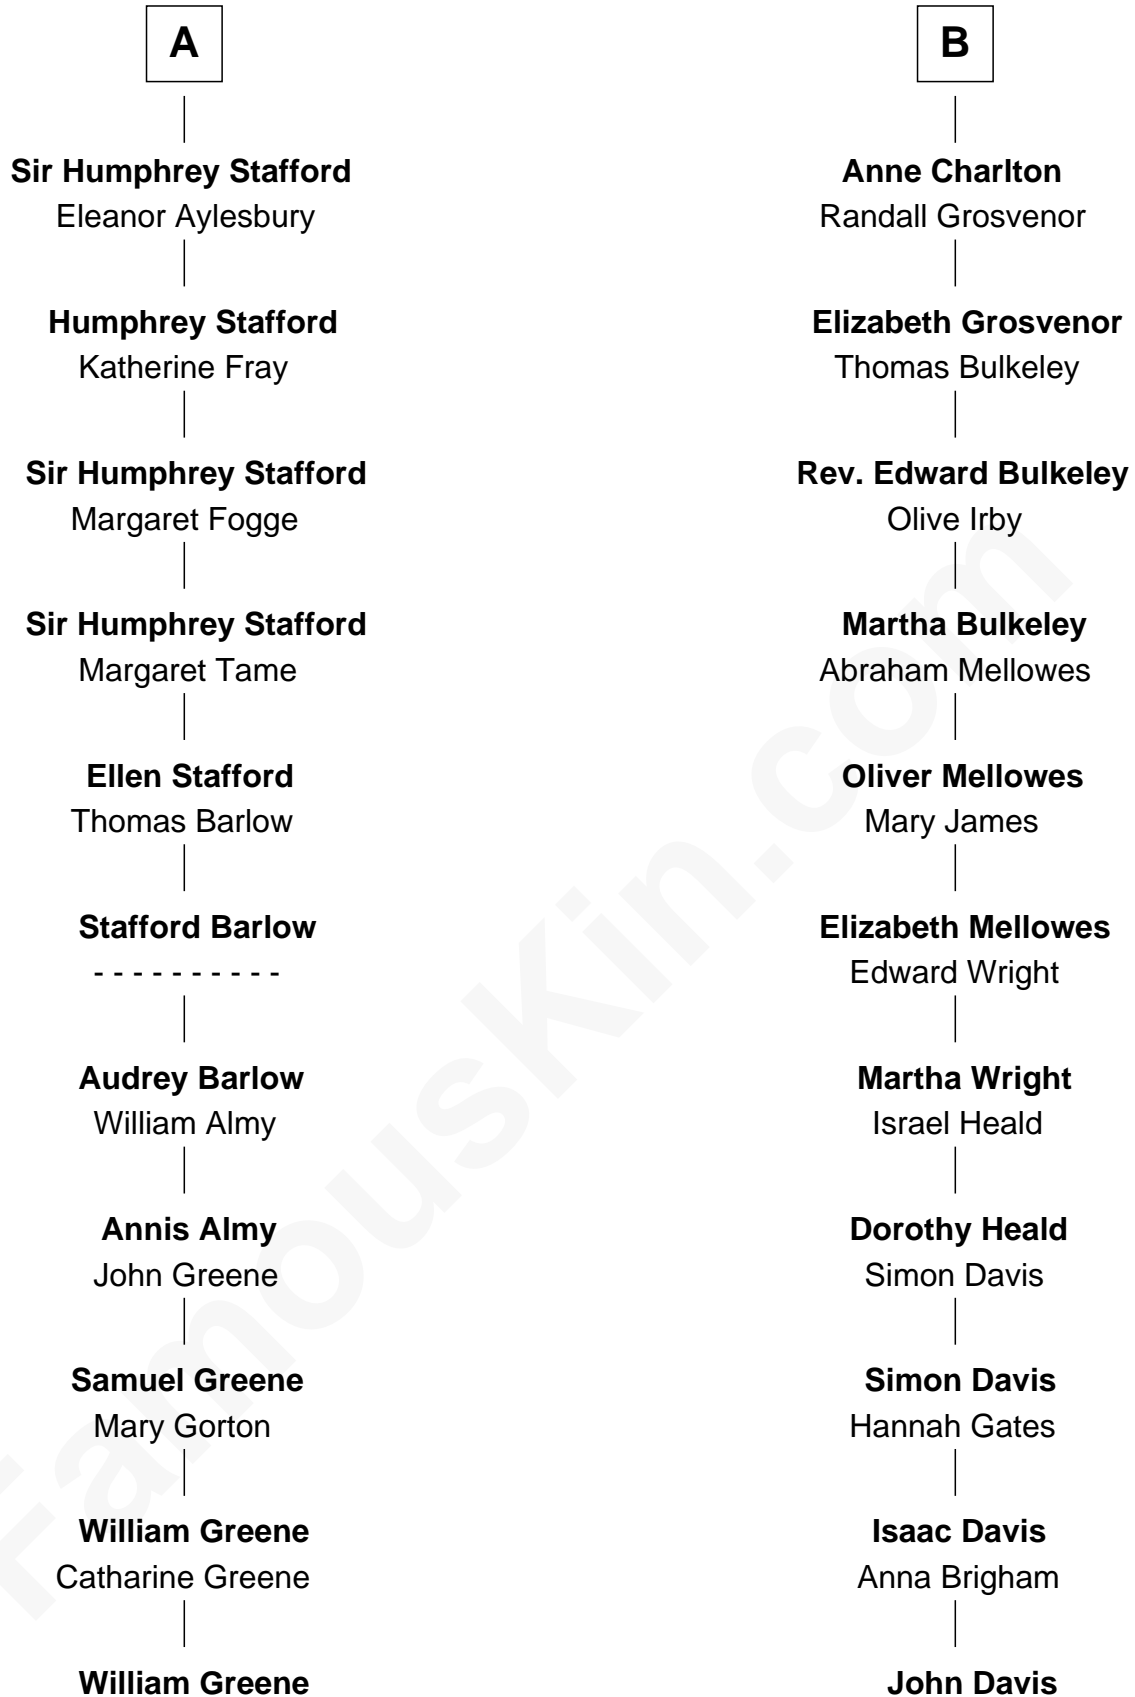 A
Sir Humphrey Stafford
Eleanor Aylesbury
Humphrey Stafford
Katherine Fray
Sir Humphrey Stafford
Margaret Fogge
Sir Humphrey Stafford
Margaret Tame
Ellen Stafford
Thomas Barlow
Stafford Barlow
- - - - - - - - - -
Audrey Barlow
William Almy
Annis Almy
John Greene
Samuel Greene
Mary Gorton
William Greene
Catharine Greene
William Greene
B
Anne Charlton
Randall Grosvenor
Elizabeth Grosvenor
Thomas Bulkeley
Rev. Edward Bulkeley
Olive Irby
Martha Bulkeley
Abraham Mellowes
Oliver Mellowes
Mary James
Elizabeth Mellowes
Edward Wright
Martha Wright
Israel Heald
Dorothy Heald
Simon Davis
Simon Davis
Hannah Gates
Isaac Davis
Anna Brigham
John Davis
FamousKin.com